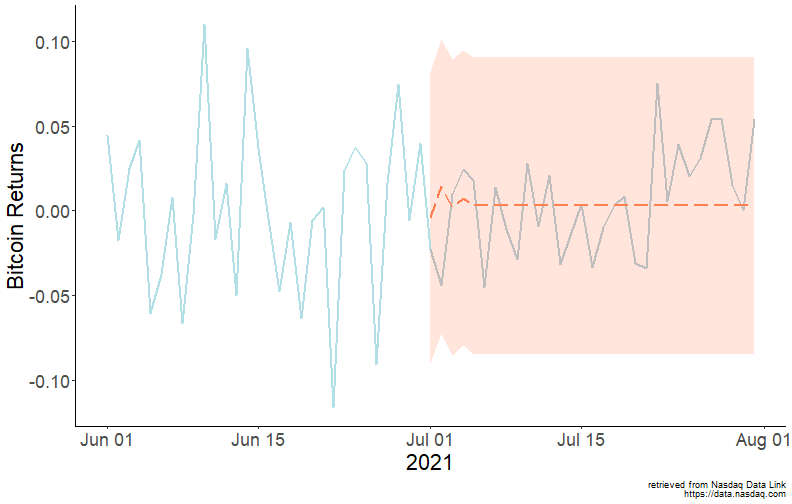 Bitcoin Returns
0.10
0.05
0.00
-0.05
-0.10
Jun 01
Jun 15
Jul 01
Jul 15
Aug 01
2021
retrieved from Nasdaq Data Link
https://data.nasdaq.com